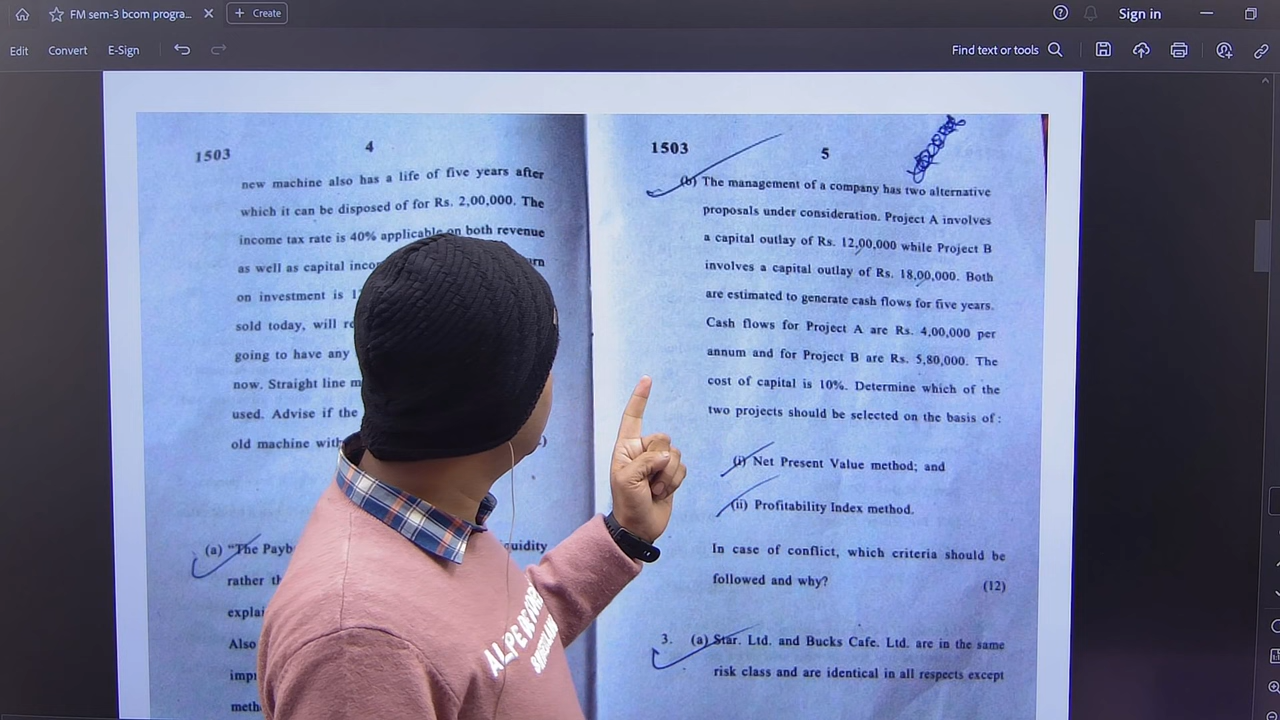 FM sem-3 bcom progra...
Create
Sign in
Edit
Convert
E-Sign
Find text or tools
1503
4
new machine also has a life of five years after
which it can be disposed of for Rs. 2,00,000. The
income tax rate is 40% applicable on both revenue
as well as capital
on investment is
sold today, will
going to have any
now. Straight line
used. Advise if the
old machine
(a) "The
rather
Also
1503
5
(b) The management of a company has two alternative
proposals under consideration. Project A involves
a capital outlay of Rs. 12,00,000 while Project B
involves a capital outlay of Rs. 18,00,000. Both
are estimated to generate cash flows for five years.
Cash flows for Project A are Rs. 4,00,000 per
annum and for Project B are Rs. 5,80,000. The
cost of capital is 10%. Determine which of the
two projects should be selected on the basis of :
(i) Net Present Value method; and
(ii) Profitability Index method.
In case of conflict, which criteria should be
followed and why? (12)
3. (a) Star. Ltd. and Bucks Cafe. Ltd. are in the same
risk class and are identical in all respects except